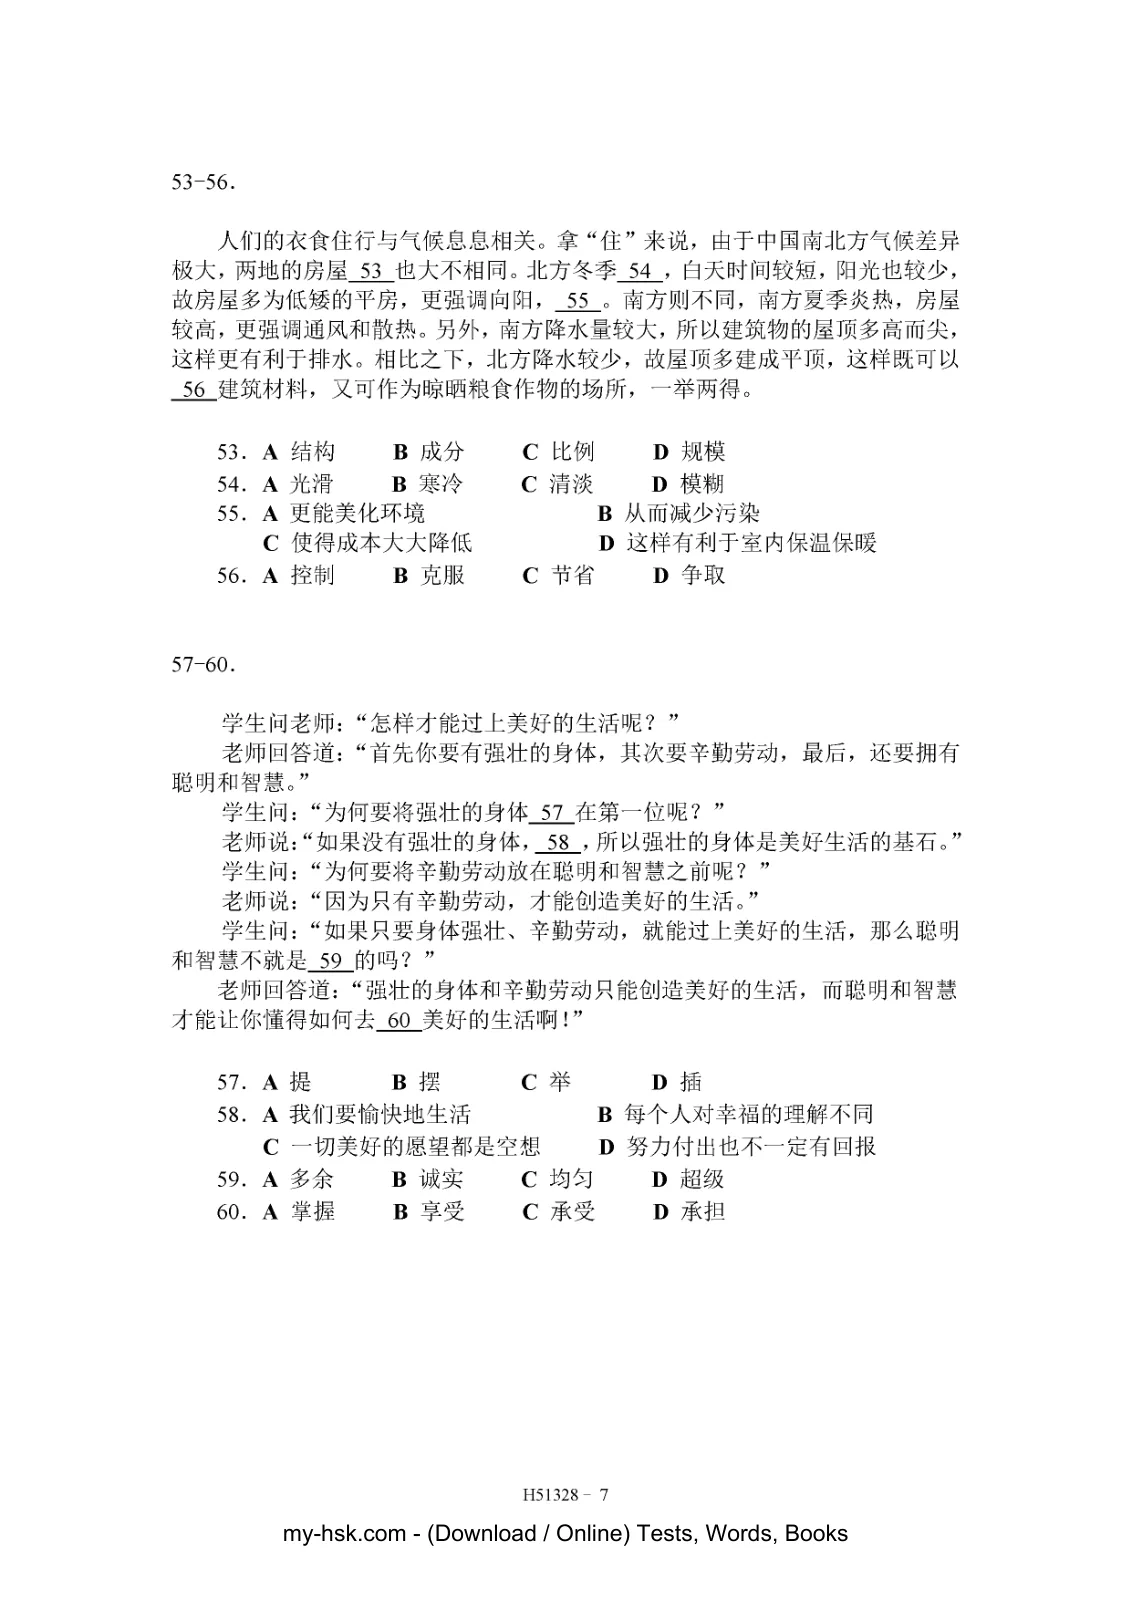 53-56．
人们的衣食住行与气候息息相关。拿“住”来说，由于中国南北方气候差异
极大，两地的房屋 53 也大不相同。北方冬季 54 ，白天时间较短，阳光也较少，
故房屋多为低矮的平房，更强调向阳， 55 。南方则不同，南方夏季炎热，房屋
较高，更强调通风和散热。另外，南方降水量较大，所以建筑物的屋顶多高而尖，
这样更有利于排水。相比之下，北方降水较少，故屋顶多建成平顶，这样既可以
 56 建筑材料，又可作为晾晒粮食作物的场所，一举两得。
53．A 结构 B 成分 C 比例 D 规模
54．A 光滑 B 寒冷 C 清淡 D 模糊
55．A 更能美化环境 B 从而减少污染
C 使得成本大大降低 D 这样有利于室内保温保暖
56．A 控制 B 克服 C 节省 D 争取
57-60．
学生问老师：“怎样才能过上美好的生活呢？”
老师回答道：“首先你要有强壮的身体，其次要辛勤劳动，最后，还要拥有
聪明和智慧。”
学生问：“为何要将强壮的身体 57 在第一位呢？”
老师说：“如果没有强壮的身体， 58 ，所以强壮的身体是美好生活的基石。”
学生问：“为何要将辛勤劳动放在聪明和智慧之前呢？”
老师说：“因为只有辛勤劳动，才能创造美好的生活。”
学生问：“如果只要身体强壮、辛勤劳动，就能过上美好的生活，那么聪明
和智慧不就是 59 的吗？”
老师回答道：“强壮的身体和辛勤劳动只能创造美好的生活，而聪明和智慧
才能让你懂得如何去 60 美好的生活啊！”
57．A 提 B 摆 C 举 D 插
58．A 我们要愉快地生活 B 每个人对幸福的理解不同
C 一切美好的愿望都是空想 D 努力付出也不一定有回报
59．A 多余 B 诚实 C 均匀 D 超级
60．A 掌握 B 享受 C 承受 D 承担
H51328 - 7
my-hsk.com - (Download / Online) Tests, Words, Books